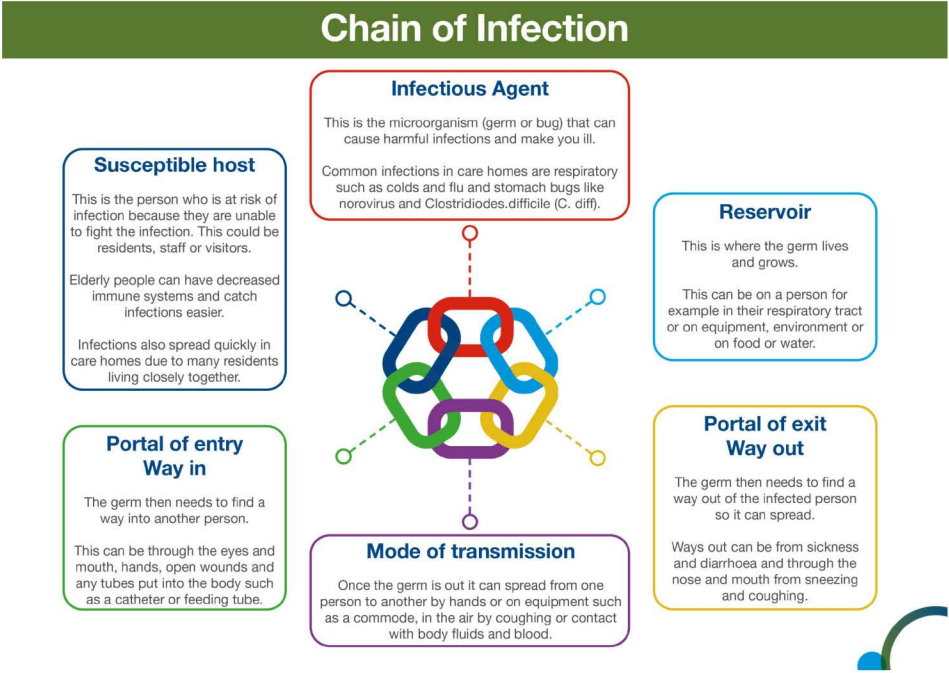 Chain of Infection
Infectious Agent
This is the microorganism (germ or bug) that can
cause harmful infections and make you ill.
Common infections in care homes are respiratory
such as colds and flu and stomach bugs like
norovirus and Clostridiodes.difficile (C. diff).
Reservoir
This is where the germ lives
and grows.
This can be on a person for
example in their respiratory tract
or on equipment, environment or
on food or water.
Portal of exit
Way out
The germ then needs to find a
way out of the infected person
so it can spread.
Ways out can be from sickness
and diarrhoea and through the
nose and mouth from sneezing
and coughing.
Mode of transmission
Once the germ is out it can spread from one
person to another by hands or on equipment such
as a commode, in the air by coughing or contact
with body fluids and blood.
Portal of entry
Way in
The germ then needs to find a
way into another person.
This can be through the eyes and
mouth, hands, open wounds and
any tubes put into the body such
as a catheter or feeding tube.
Susceptible host
This is the person who is at risk of
infection because they are unable
to fight the infection. This could be
residents, staff or visitors.
Elderly people can have decreased
immune systems and catch
infections easier.
Infections also spread quickly in
care homes due to many residents
living closely together.